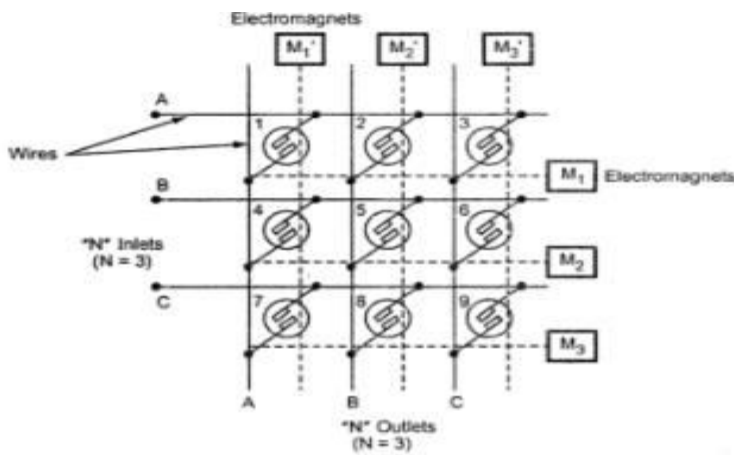 Electromagnets
M₁' M₂' M₃'
A
1 2 3
Wires
M₁ Electromagnets
B
4 5 6
"N" Inlets
(N = 3)
M₂
C
7 8 9
M₃
A B C
"N" Outlets
(N = 3)